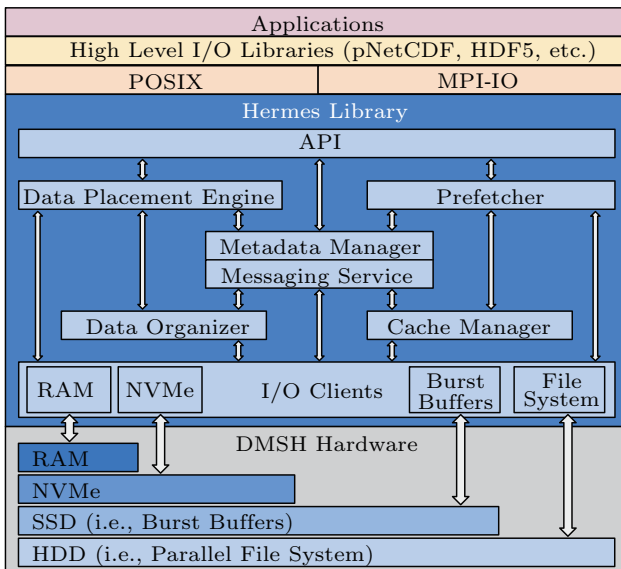 Applications
High Level I/O Libraries (pNetCDF, HDF5, etc.)
POSIX
MPI-IO
Hermes Library
API
Data Placement Engine
Prefetcher
Metadata Manager
Messaging Service
Data Organizer
Cache Manager
RAM
NVMe
I/O Clients
Burst
Buffers
File
System
DMSH Hardware
RAM
NVMe
SSD (i.e., Burst Buffers)
HDD (i.e., Parallel File System)